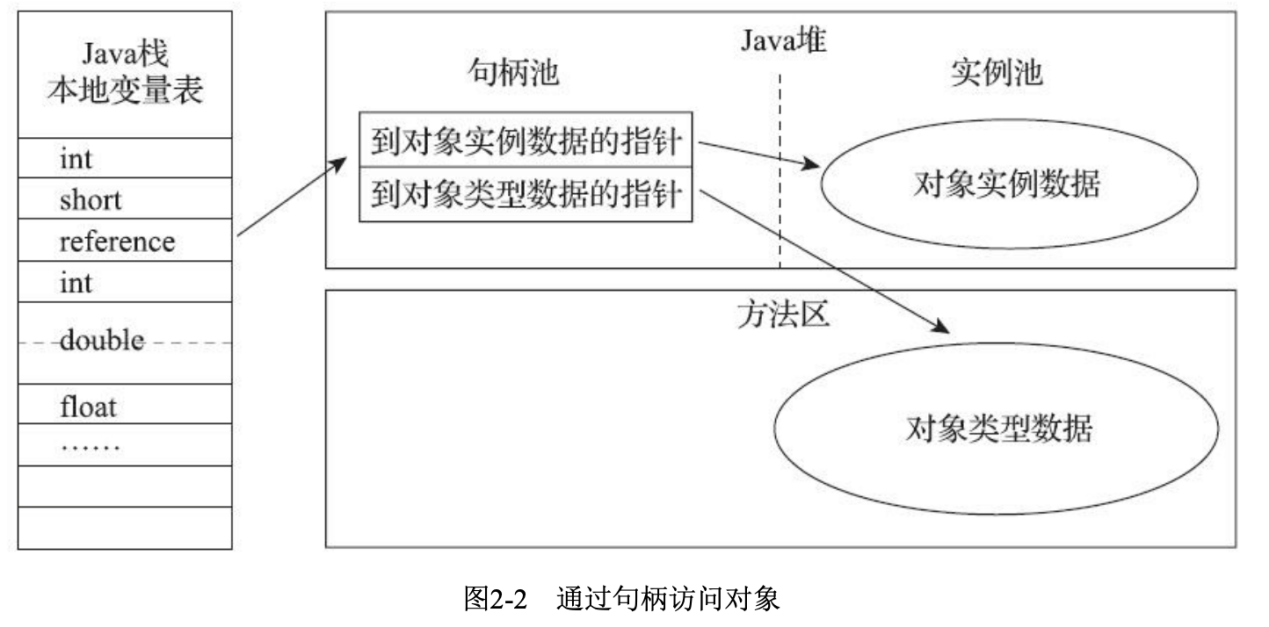 Java栈
本地变量表
int
short
reference
int
double
float
……
Java堆
句柄池
实例池
到对象实例数据的指针
到对象类型数据的指针
对象实例数据
方法区
对象类型数据
图2-2 通过句柄访问对象